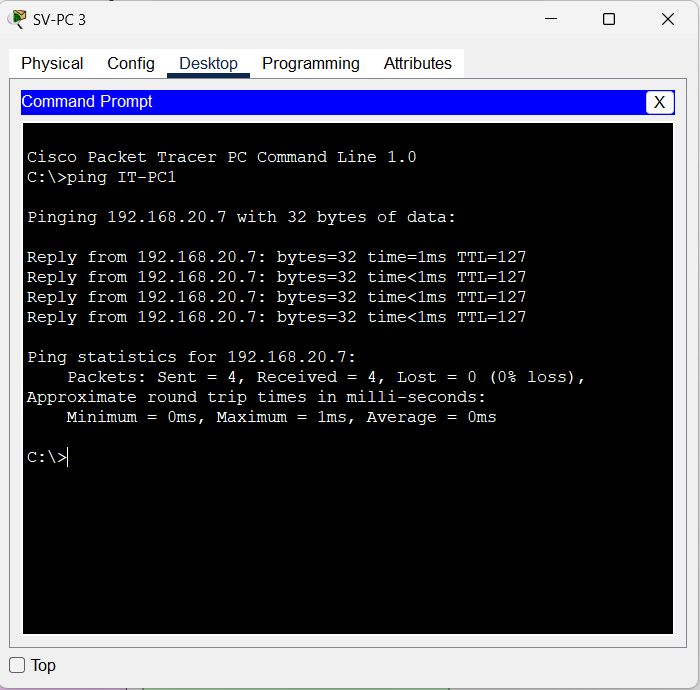 SV-PC 3
Physical Config Desktop Programming Attributes
Command Prompt
X
Cisco Packet Tracer PC Command Line 1.0
C:\>ping IT-PC1
Pinging 192.168.20.7 with 32 bytes of data:
Reply from 192.168.20.7: bytes=32 time=1ms TTL=127
Reply from 192.168.20.7: bytes=32 time<1ms TTL=127
Reply from 192.168.20.7: bytes=32 time<1ms TTL=127
Reply from 192.168.20.7: bytes=32 time<1ms TTL=127
Ping statistics for 192.168.20.7:
Packets: Sent = 4, Received = 4, Lost = 0 (0% loss),
Approximate round trip times in milli-seconds:
Minimum = 0ms, Maximum = 1ms, Average = 0ms
C:\>
Top